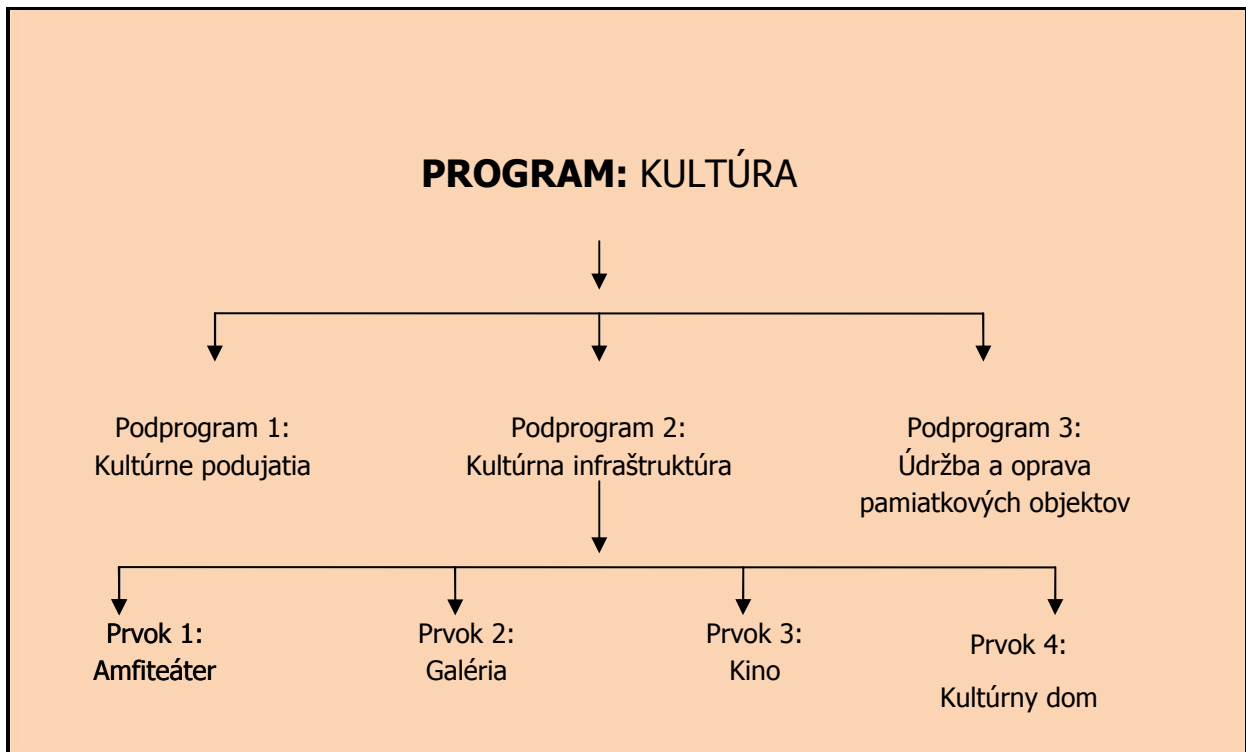 PROGRAM: KULTÚRA
Podprogram 1:
Kultúrne podujatia
Podprogram 2:
Kultúrna infraštruktúra
Podprogram 3:
Údržba a oprava
pamiatkových objektov
Prvok 1:
Amfiteáter
Prvok 2:
Galéria
Prvok 3:
Kino
Prvok 4:
Kultúrny dom